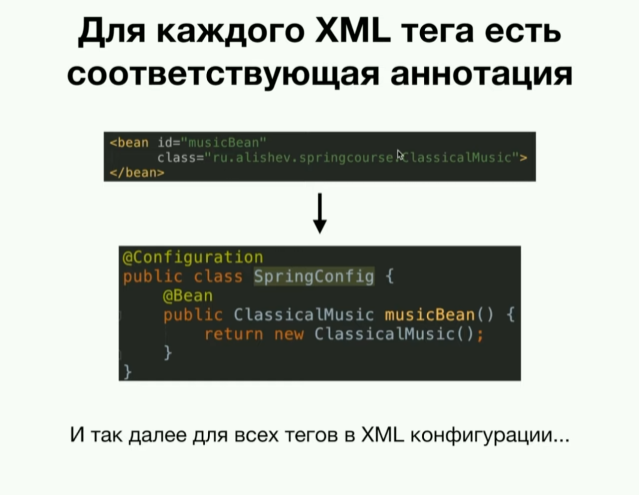 Для каждого XML тега есть
соответствующая аннотация
<bean id="musicBean"
class="ru.alishev.springcourse.ClassicalMusic">
</bean>
@Configuration
public class SpringConfig {
@Bean
public ClassicalMusic musicBean() {
return new ClassicalMusic();
}
}
И так далее для всех тегов в XML конфигурации...